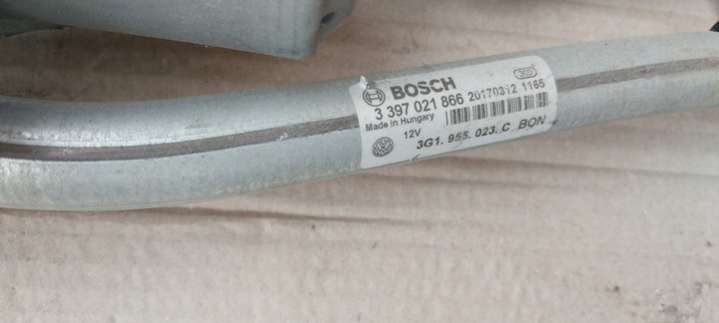 BOSCH
3 397 021 866 20170312 1185
Made in Hungary
12V
3G1. 955. 023. C BON